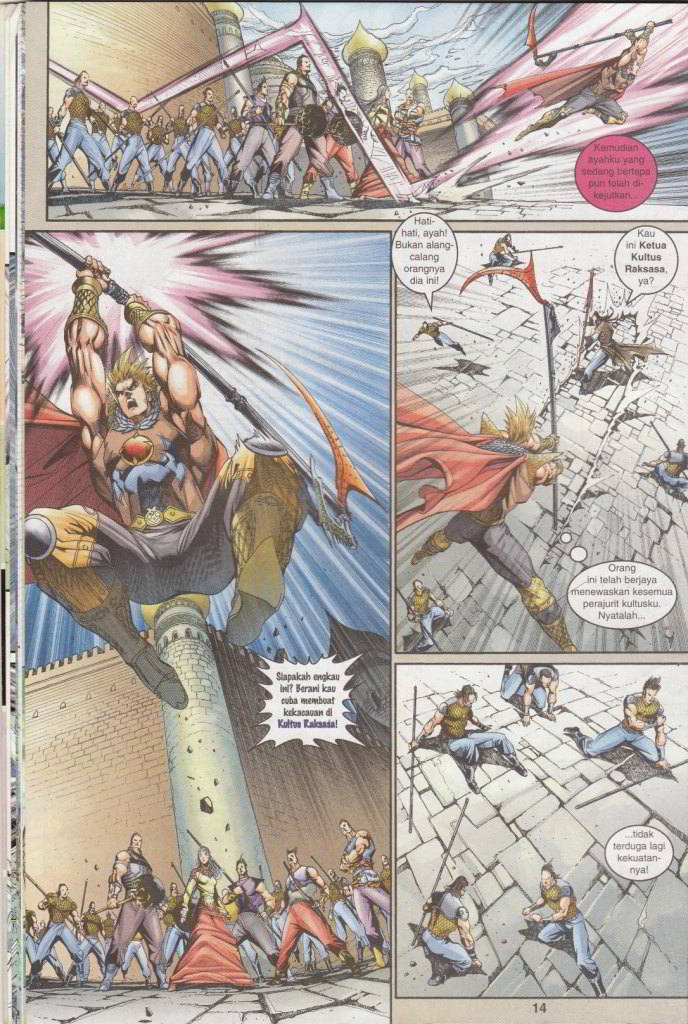 Kemudian
ayahku yang
sedang bertapa
pun telah di-
kejutkan...
Hati-
hati, ayah!
Bukan alang-
calang
orangnya
dia ini!
Kau
ini Ketua
Kultus
Raksasa,
ya?
Siapakah engkau
ini? Berani kau
cuba membuat
kekacauan di
Kultus Raksasa!
Orang
ini telah berjaya
menewaskan kesemua
perajurit kultusku.
Nyatalah...
...tidak
terduga lagi
kekuatan-
nya!
14